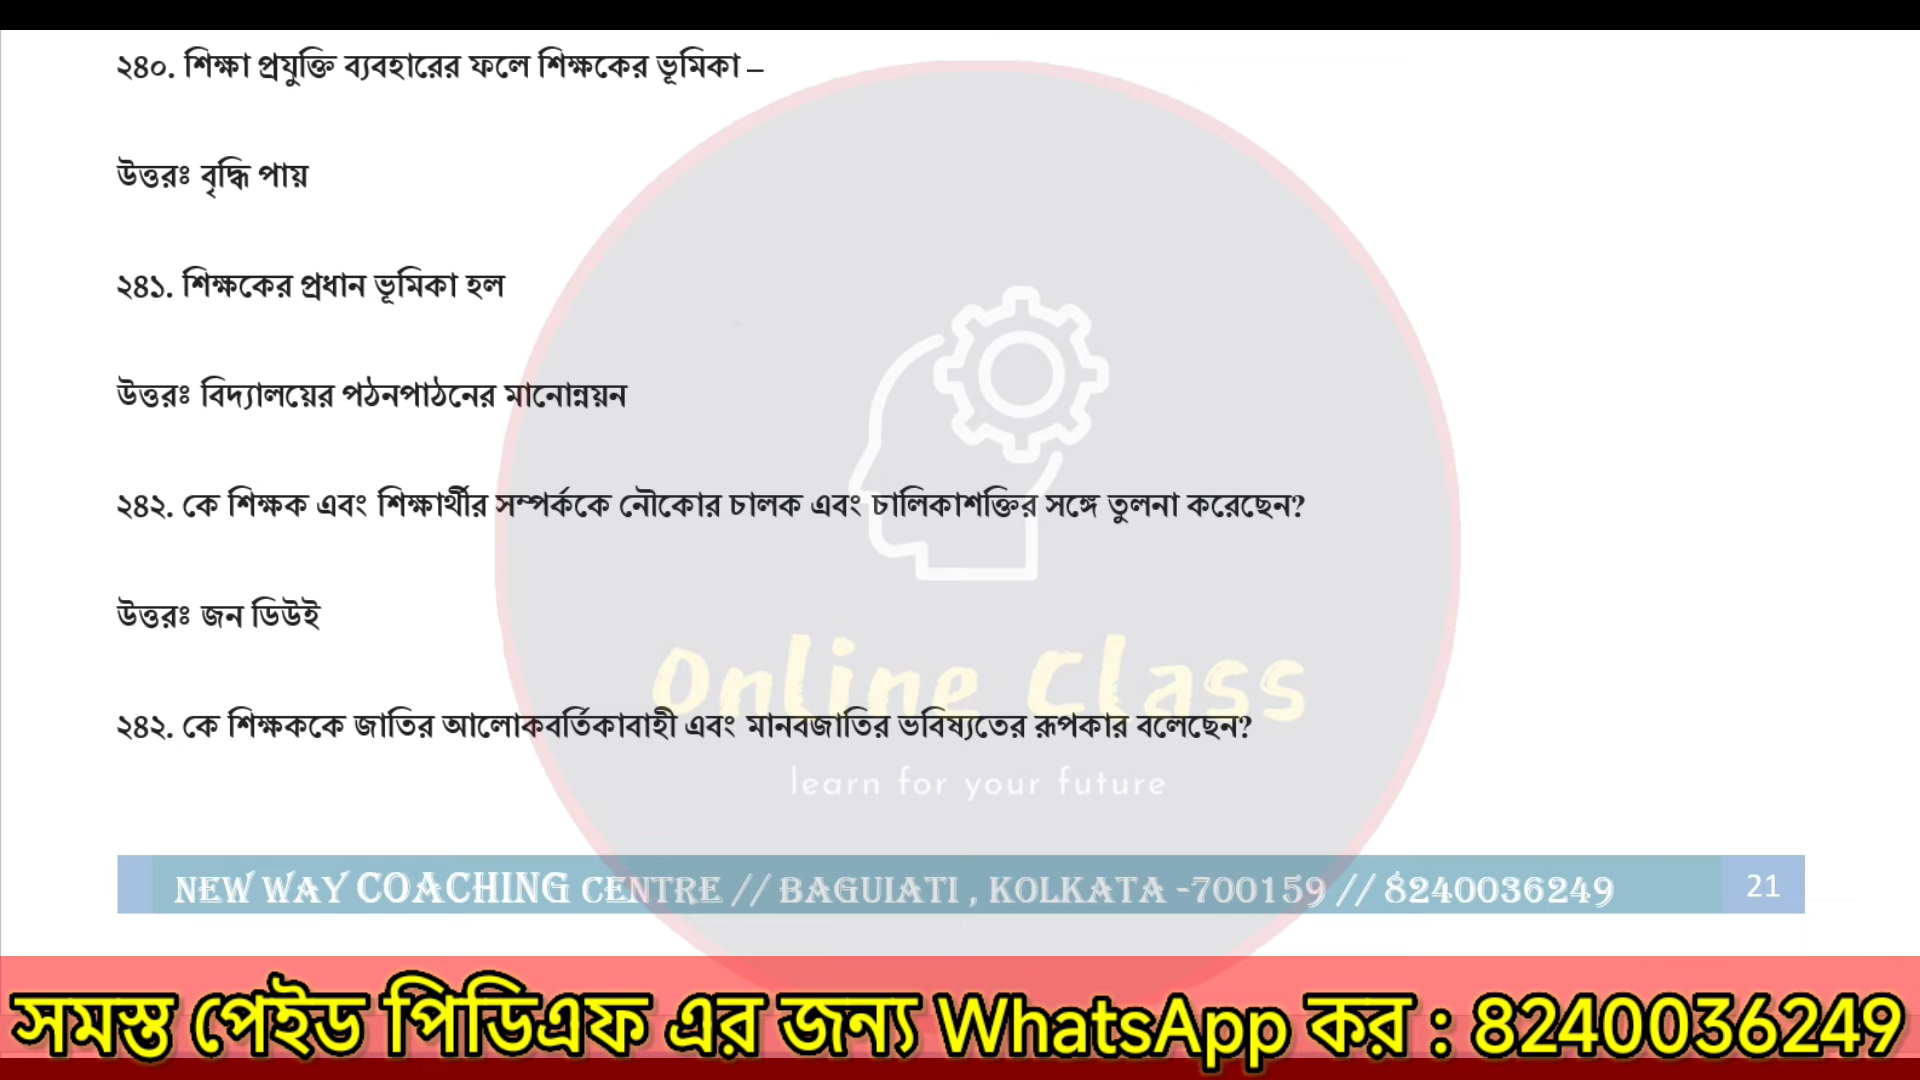 ২৪০. শিক্ষা প্রযুক্তি ব্যবহারের ফলে শিক্ষকের ভূমিকা –
উত্তরঃ বৃদ্ধি পায়
২৪১. শিক্ষকের প্রধান ভূমিকা হল
উত্তরঃ বিদ্যালয়ের পঠনপাঠনের মানোন্নয়ন
২৪২. কে শিক্ষক এবং শিক্ষার্থীর সম্পর্ককে নৌকোর চালক এবং চালিকাশক্তির সঙ্গে তুলনা করেছেন?
উত্তরঃ জন ডিউই
Online Class
২৪২. কে শিক্ষককে জাতির আলোকবর্তিকাবাহী এবং মানবজাতির ভবিষ্যতের রূপকার বলেছেন?
learn for your future
NEW WAY COACHING CENTRE // BAGUIATI , KOLKATA -700159 // 8240036249 21
সমস্ত পেইড পিডিএফ এর জন্য WhatsApp কর : 8240036249